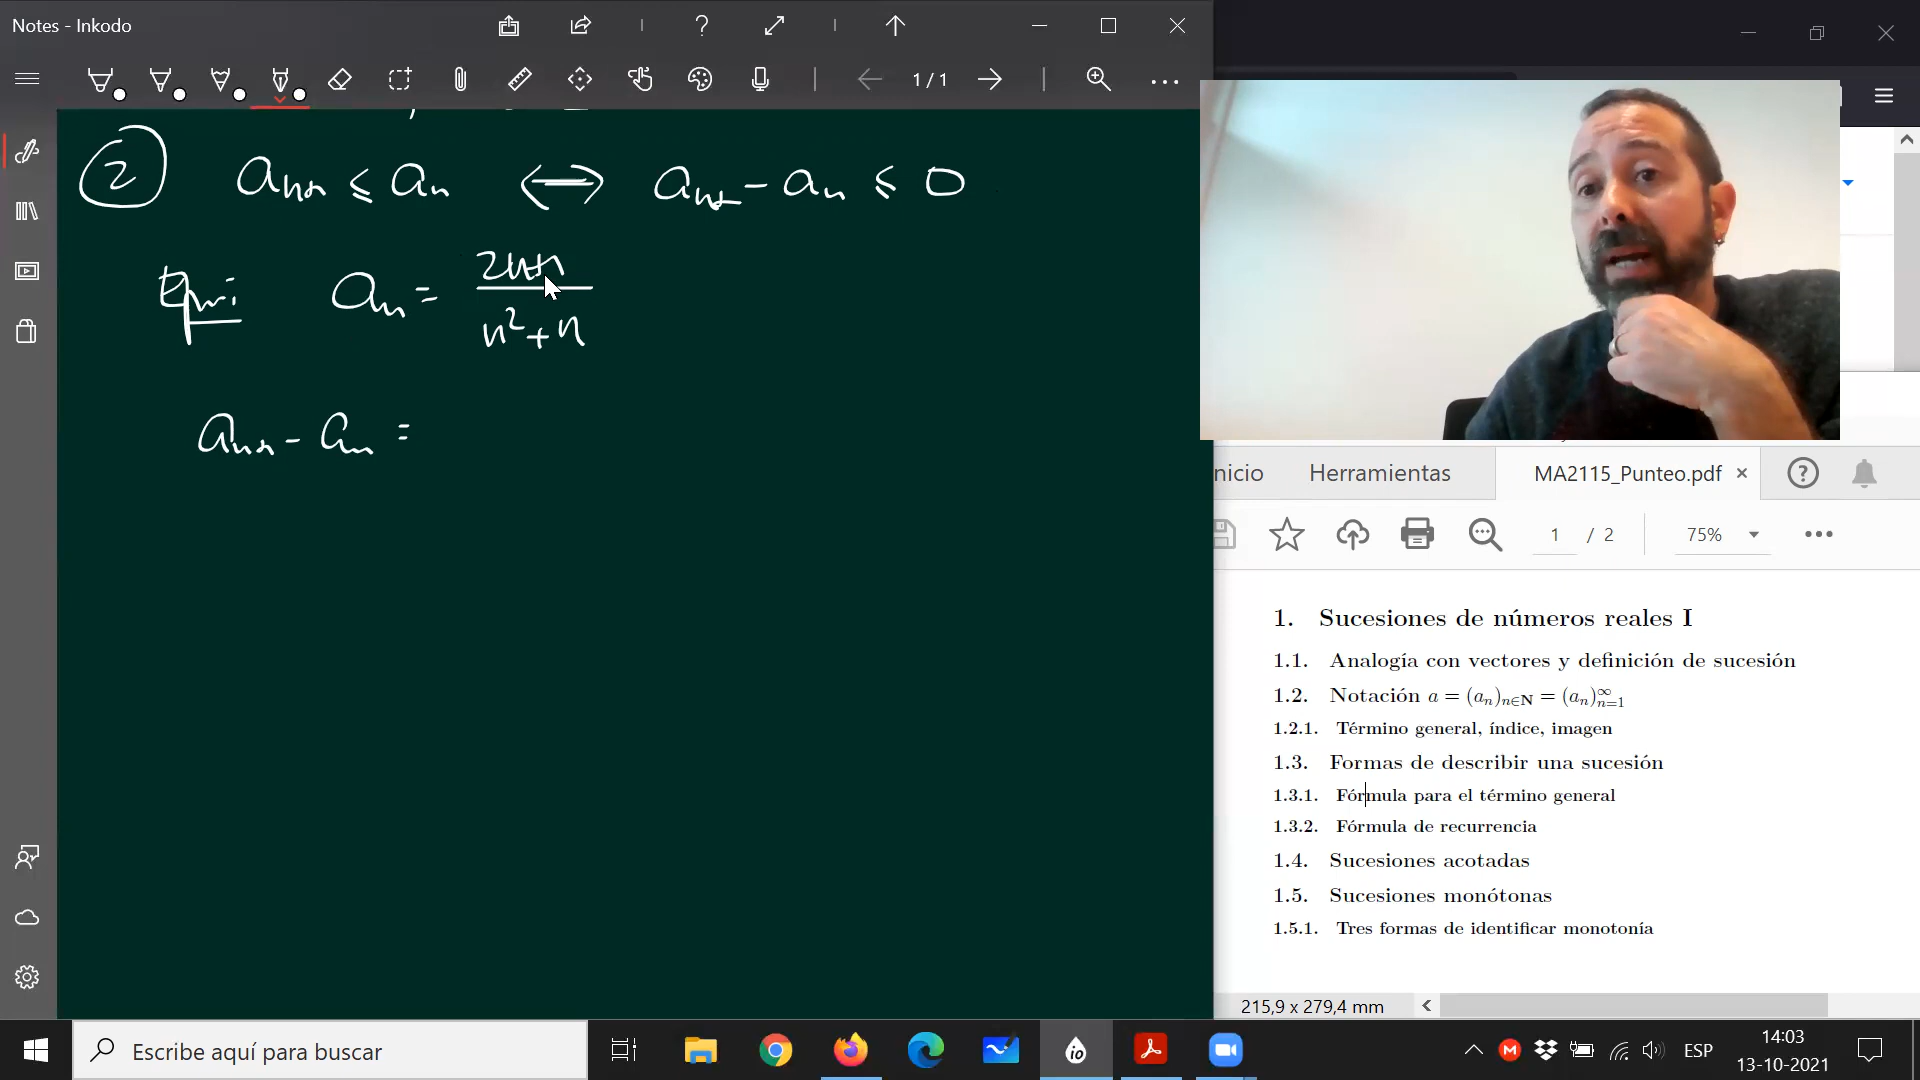 Notes - Inkodo
1 / 1
② aₙ₊₁ ≤ aₙ ⟺ aₙ₊₁ - aₙ ≤ 0
aₙ = 2n+1 / n² + n
aₙ₊₁ - aₙ =
nicio Herramientas MA2115_Punteo.pdf ×
1 / 2 75%
1. Sucesiones de números reales I
1.1. Analogía con vectores y definición de sucesión
1.2. Notación a = (aₙ)ₙ∈N = (aₙ)∞ₙ₌₁
1.2.1. Término general, índice, imagen
1.3. Formas de describir una sucesión
1.3.1. Fórmula para el término general
1.3.2. Fórmula de recurrencia
1.4. Sucesiones acotadas
1.5. Sucesiones monótonas
1.5.1. Tres formas de identificar monotonía
215,9 x 279,4 mm
Escribe aquí para buscar
io
M
ESP
14:03
13-10-2021